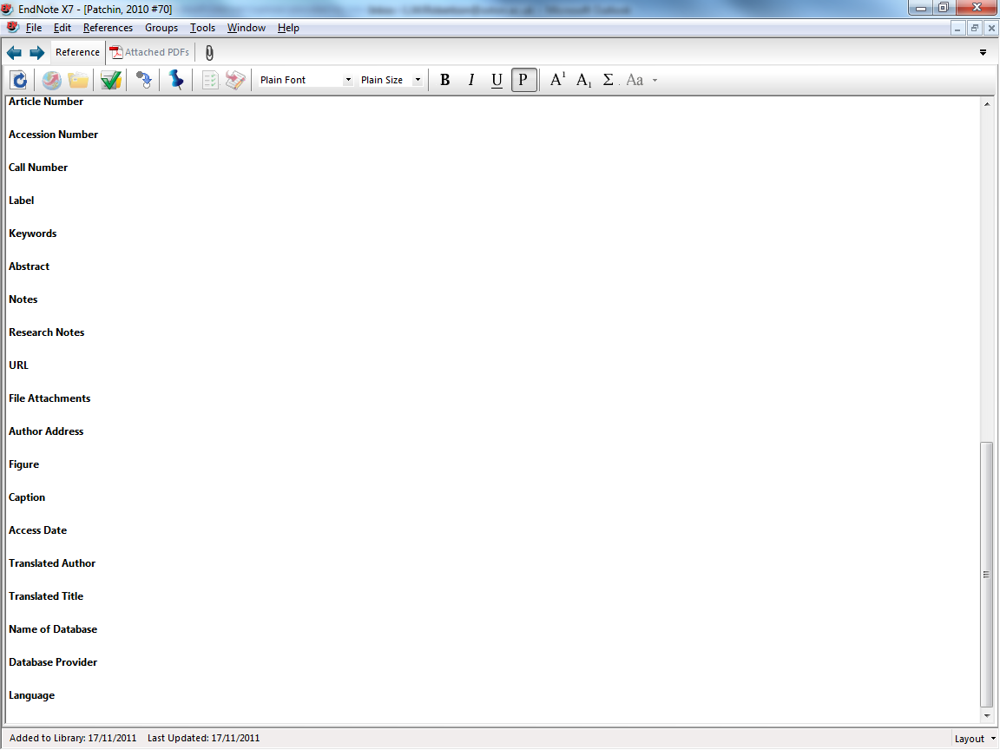 EndNote X7 - [Patchin, 2010 #70]
File Edit References Groups Tools Window Help
Reference Attached PDFs
Plain Font Plain Size B I U P A1 A1 Σ Aa
Article Number
Accession Number
Call Number
Label
Keywords
Abstract
Notes
Research Notes
URL
File Attachments
Author Address
Figure
Caption
Access Date
Translated Author
Translated Title
Name of Database
Database Provider
Language
Added to Library: 17/11/2011 Last Updated: 17/11/2011
Layout